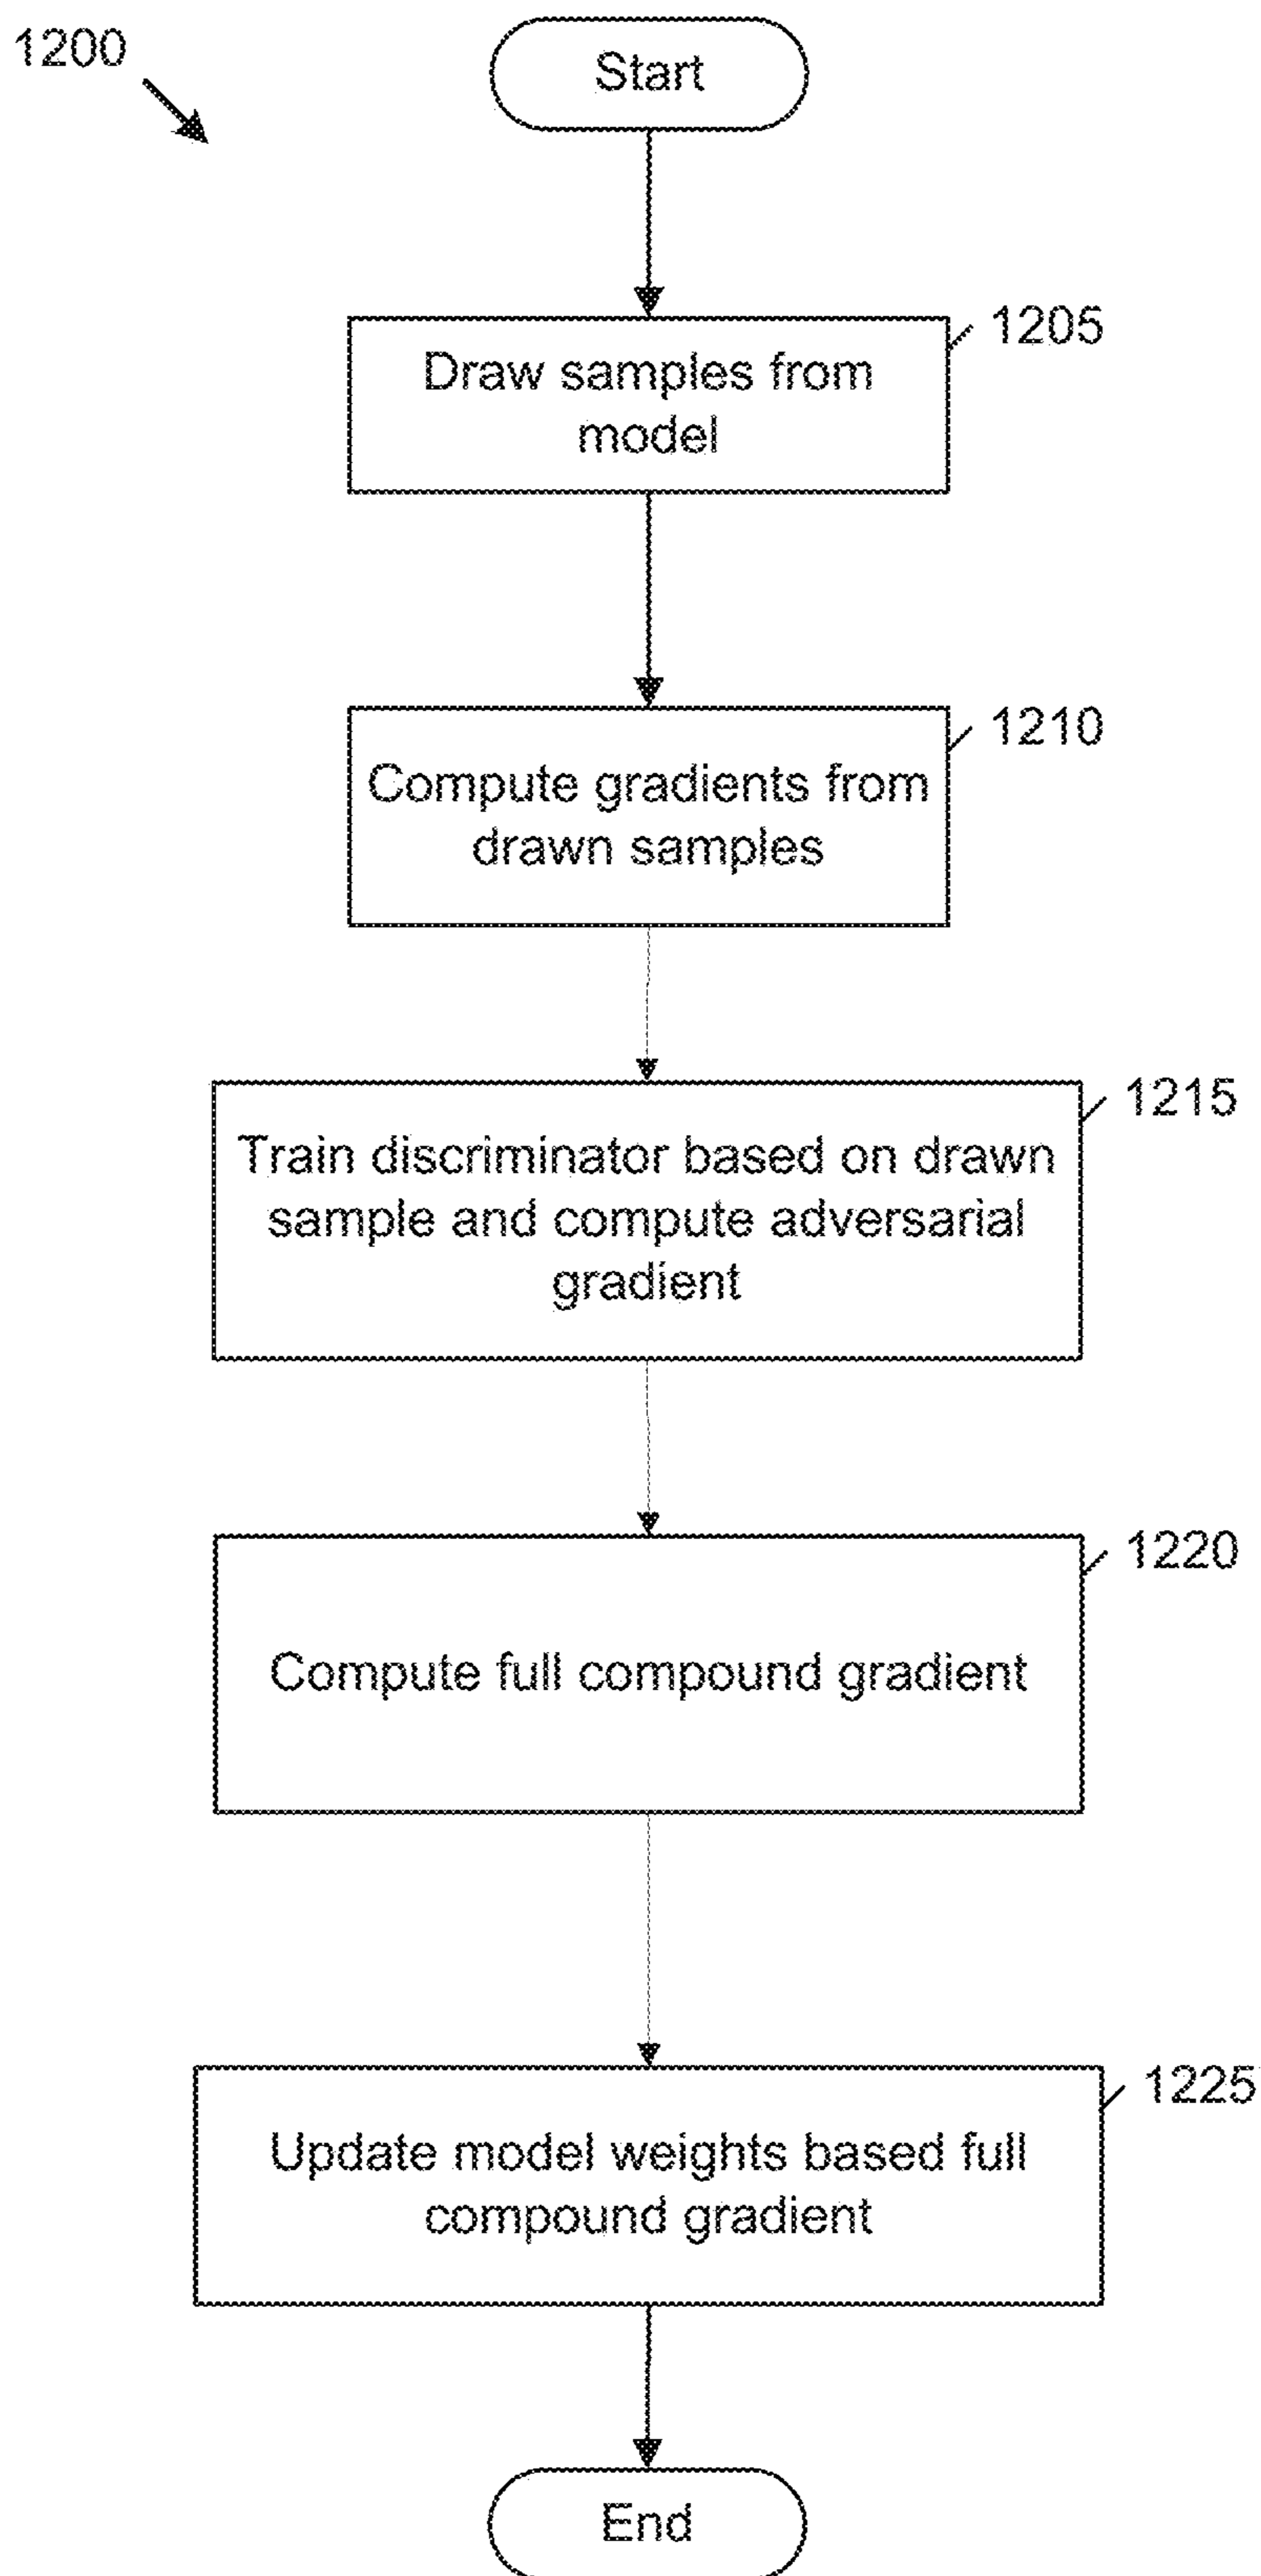 1200
Start
1205
Draw samples from
model
1210
Compute gradients from
drawn samples
1215
Train discriminator based on drawn
sample and compute adversarial
gradient
1220
Compute full compound gradient
1225
Update model weights based full
compound gradient
End